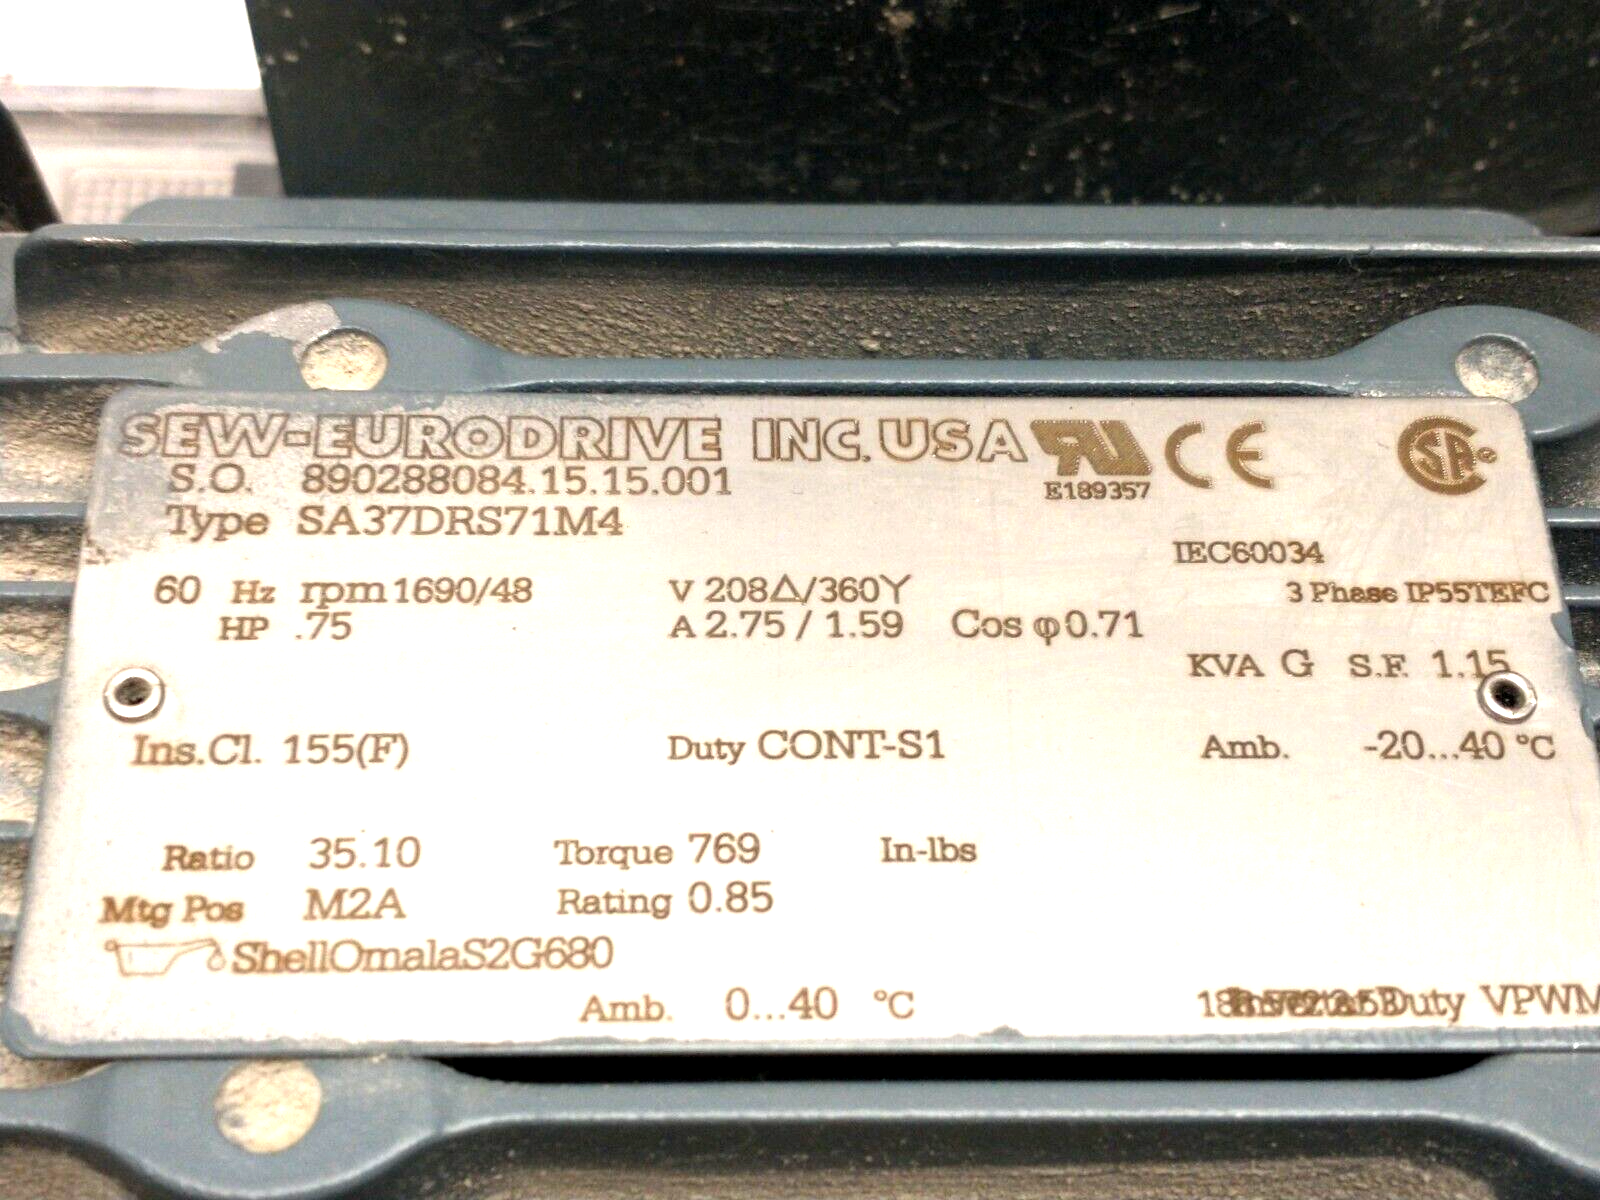 SEW-EURODRIVE INC. USA
S.O. 890288084.15.15.001
E189357
Type SA37DRS71M4
IEC60034
60 Hz rpm 1690/48 V 208Δ/360Y 3 Phase IP55TEFC
HP .75 A 2.75 / 1.59 Cos φ 0.71
KVA G S.F. 1.15
Ins.Cl. 155(F) Duty CONT-S1 Amb. -20...40 °C
Ratio 35.10 Torque 769 In-lbs
Mtg Pos M2A Rating 0.85
ShellOmalaS2G680
Amb. 0...40 °C Duty VPWM